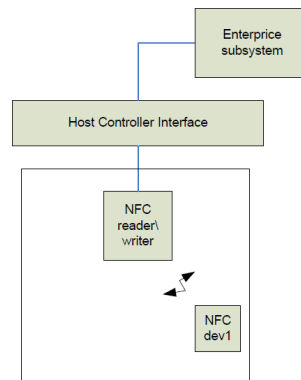 Enterprice
subsystem
Host Controller Interface
NFC
reader\
writer
NFC
dev1